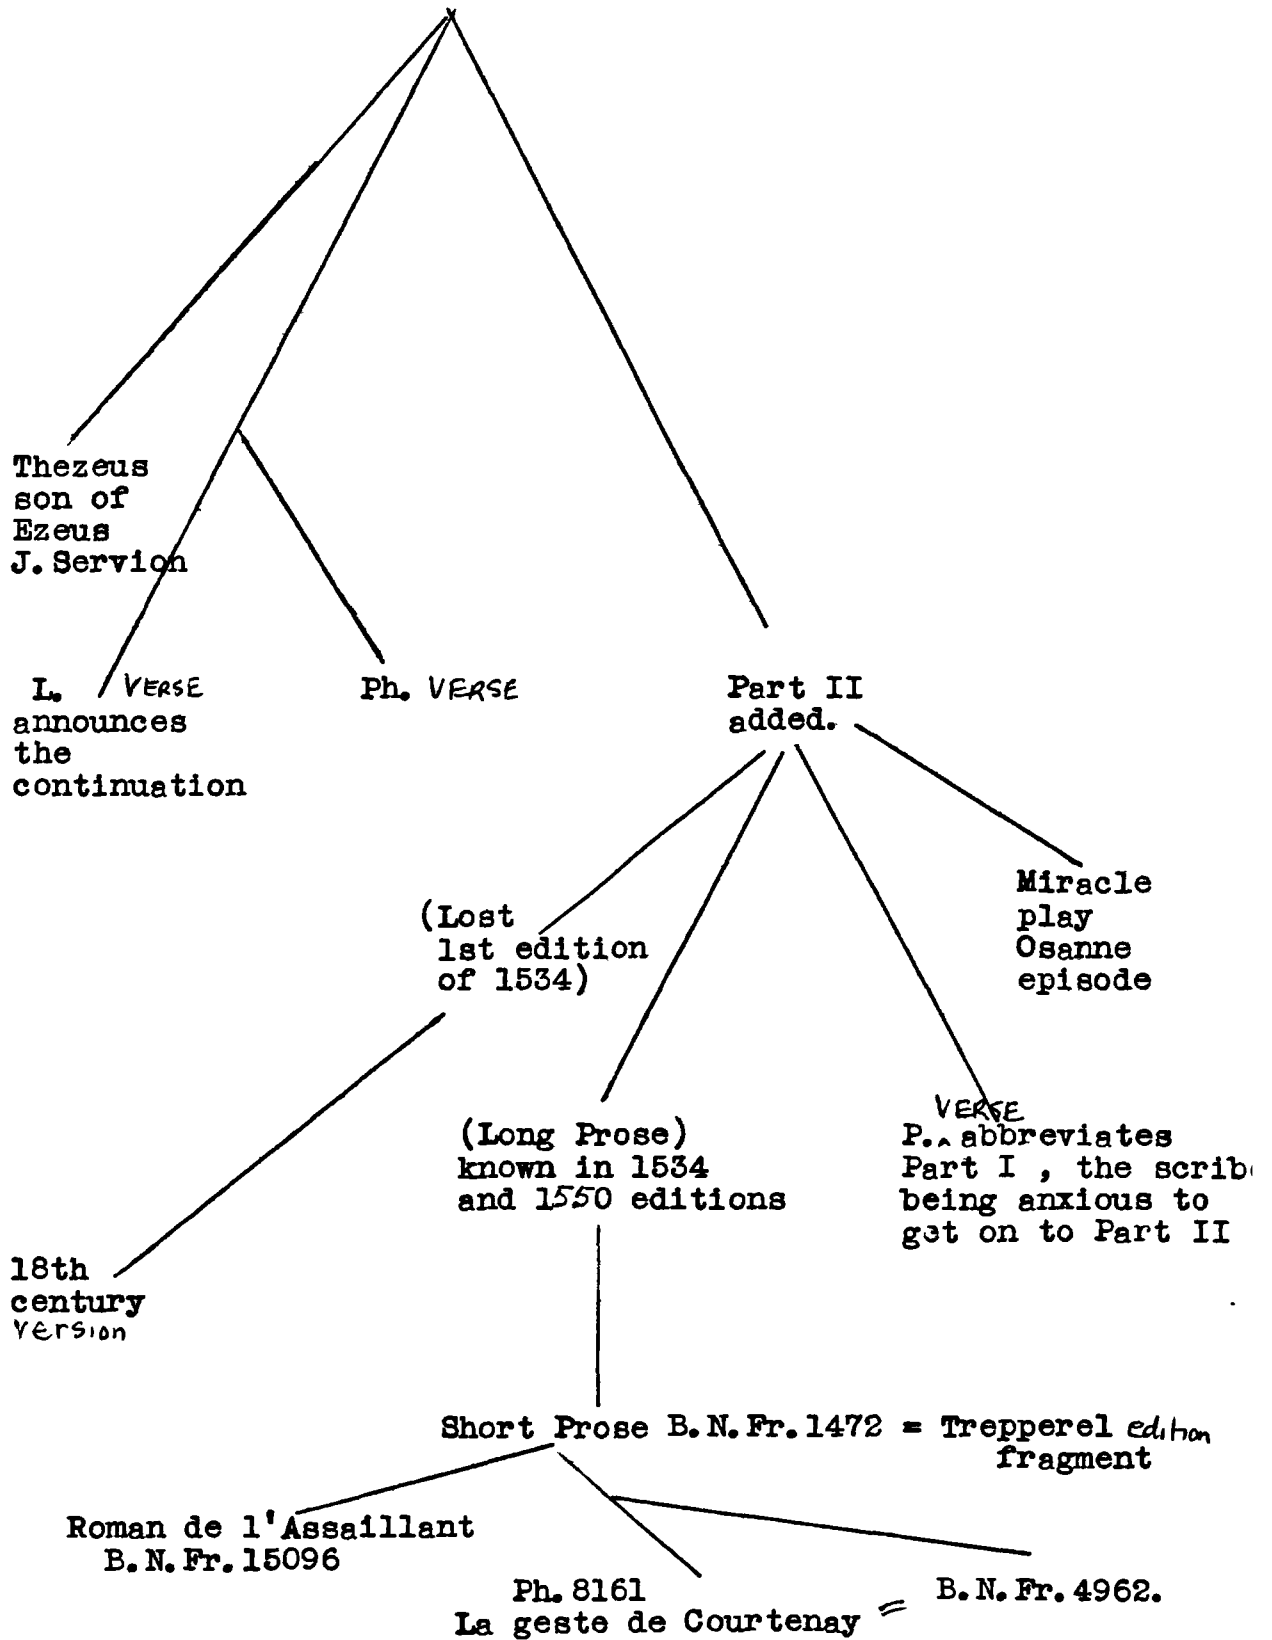 Thezeus
son of
Ezeus
J. Servion
L. VERSE
announces
the
continuation
Ph. VERSE
Part II
added.
(Lost
1st edition
of 1534)
Miracle
play
Osanne
episode
(Long Prose)
known in 1534
and 1550 editions
VERSE
P.^ abbreviates
Part I , the scrib
being anxious to
get on to Part II
18th
century
version
Short Prose B.N.Fr.1472 = Trepperel edition
fragment
Roman de l'Assaillant
B.N.Fr.15096
Ph.8161
La geste de Courtenay
= B.N.Fr.4962.